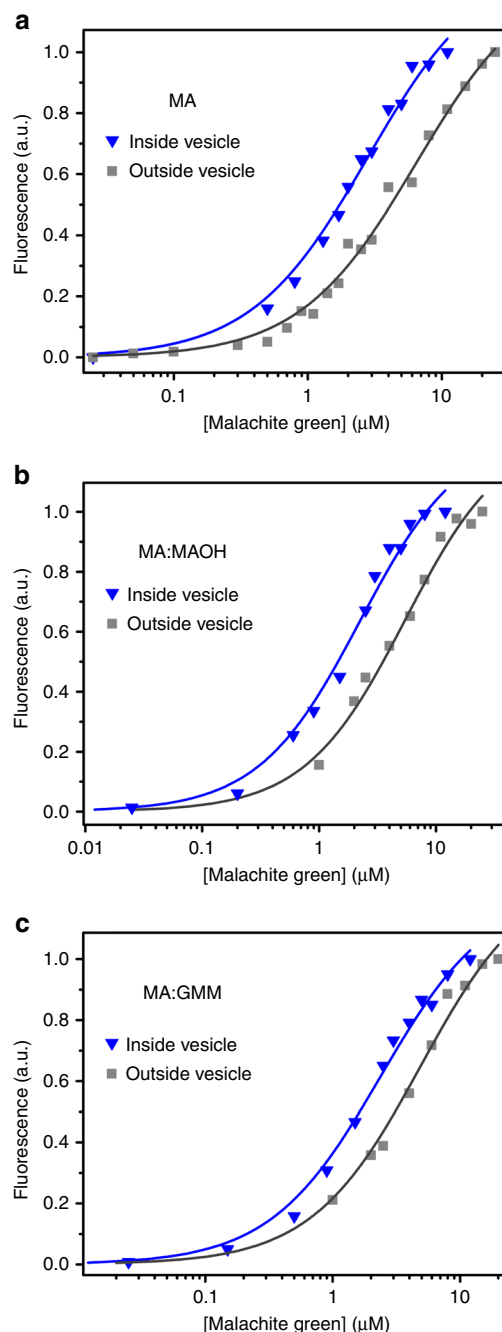 a
1.0
0.8
0.6
0.4
0.2
0.0
Fluorescence (a.u.)
MA
Inside vesicle
Outside vesicle
0.1
1
10
[Malachite green] (μM)
b
1.0
0.8
0.6
0.4
0.2
0.0
Fluorescence (a.u.)
MA:MAOH
Inside vesicle
Outside vesicle
0.01
0.1
1
10
[Malachite green] (μM)
c
1.0
0.8
0.6
0.4
0.2
0.0
Fluorescence (a.u.)
MA:GMM
Inside vesicle
Outside vesicle
0.1
1
10
[Malachite green] (μM)